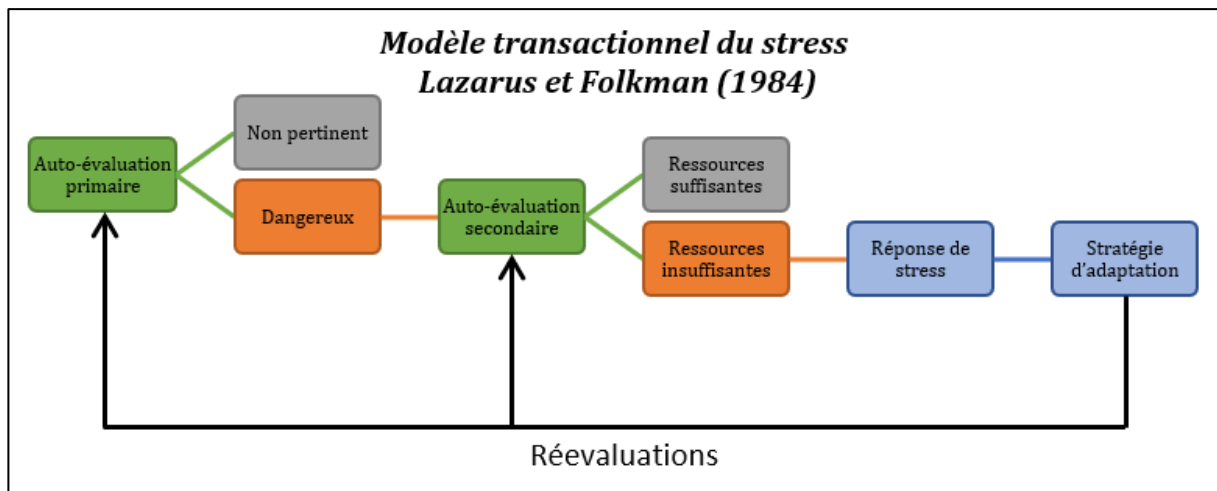 Modèle transactionnel du stress
Lazarus et Folkman (1984)
Auto-évaluation
primaire
Non pertinent
Dangereux
Auto-évaluation
secondaire
Ressources
suffisantes
Ressources
insuffisantes
Réponse de
stress
Stratégie
d'adaptation
Réevaluations